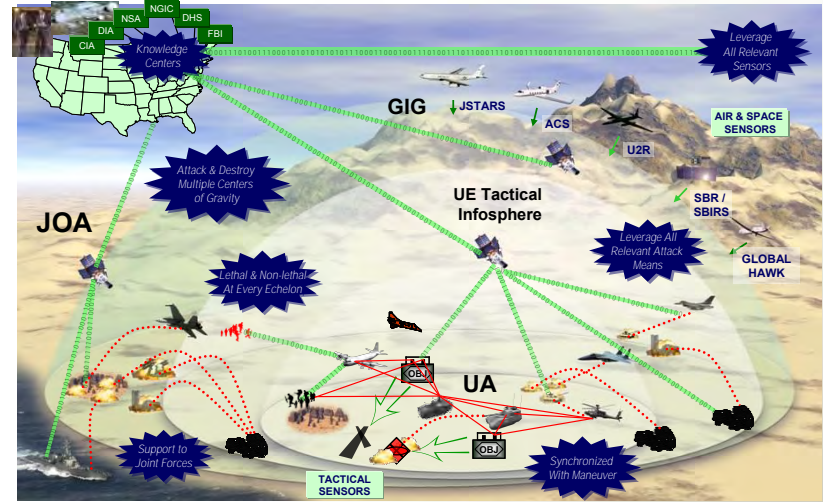 NGIC
NSA
DHS
DIA
FBI
CIA
Knowledge
Centers
Leverage
All Relevant
Sensors
GIG
JSTARS
ACS
U2R
AIR & SPACE
SENSORS
Attack & Destroy
Multiple Centers
of Gravity
UE Tactical
Infosphere
SBR /
SBIRS
JOA
Leverage All
Relevant Attack
Means
GLOBAL
HAWK
Lethal & Non-lethal
At Every Echelon
OBJ
UA
OBJ
Support to
Joint Forces
Synchronized
With Maneuver
TACTICAL
SENSORS